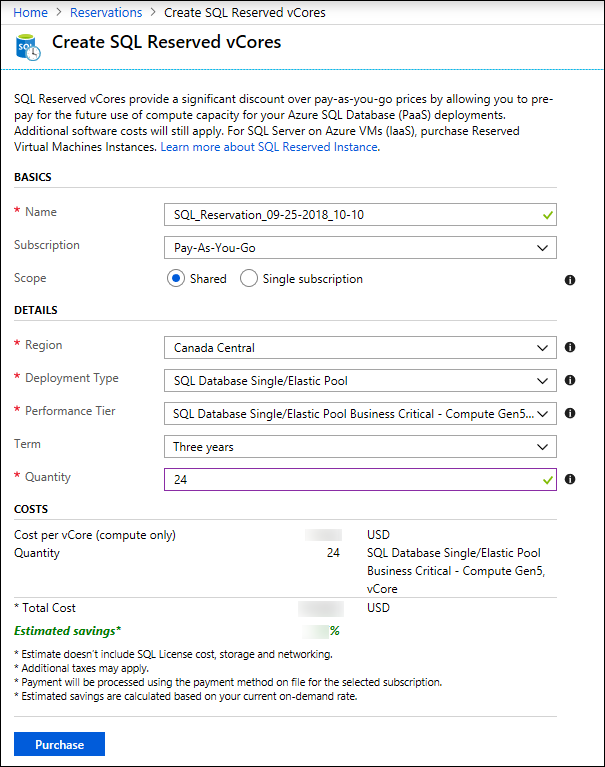 Home > Reservations > Create SQL Reserved vCores
SQL
Create SQL Reserved vCores
SQL Reserved vCores provide a significant discount over pay-as-you-go prices by allowing you to pre-
pay for the future use of compute capacity for your Azure SQL Database (PaaS) deployments.
Additional software costs will still apply. For SQL Server on Azure VMs (IaaS), purchase Reserved
Virtual Machines Instances. Learn more about SQL Reserved Instance.
BASICS
* Name SQL_Reservation_09-25-2018_10-10
Subscription Pay-As-You-Go
Scope Shared Single subscription
DETAILS
* Region Canada Central
* Deployment Type SQL Database Single/Elastic Pool
* Performance Tier SQL Database Single/Elastic Pool Business Critical - Compute Gen5...
Term Three years
* Quantity 24
COSTS
Cost per vCore (compute only) USD
Quantity 24 SQL Database Single/Elastic Pool
Business Critical - Compute Gen5,
vCore
* Total Cost USD
Estimated savings* %
* Estimate doesn't include SQL License cost, storage and networking.
* Additional taxes may apply.
* Payment will be processed using the payment method on file for the selected subscription.
* Estimated savings are calculated based on your current on-demand rate.
Purchase